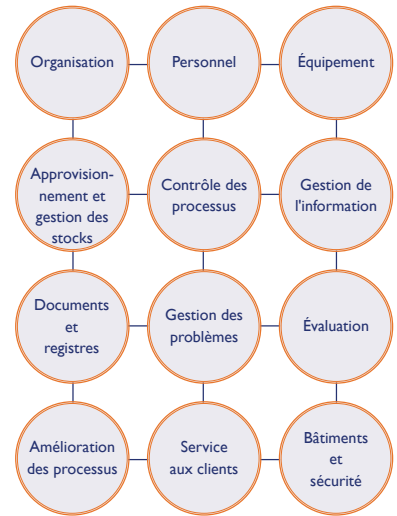 Organisation
Personnel
Équipement
Approvision-
nement et
gestion des
stocks
Contrôle des
processus
Gestion de
l'information
Documents
et
registres
Gestion des
problèmes
Évaluation
Amélioration
des processus
Service
aux clients
Bâtiments
et
sécurité